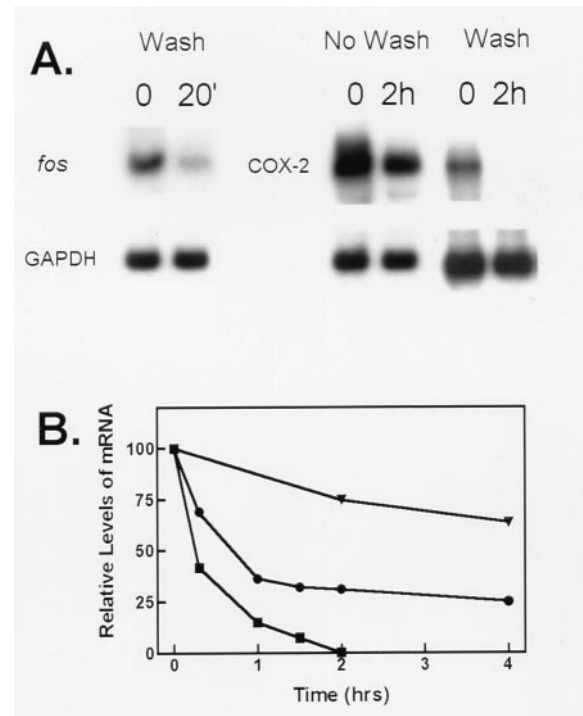 A.
Wash
No Wash Wash
0 20' 0 2h 0 2h
fos COX-2
GAPDH
B.
Relative Levels of mRNA
100
75
50
25
0
0 1 2 3 4
Time (hrs)